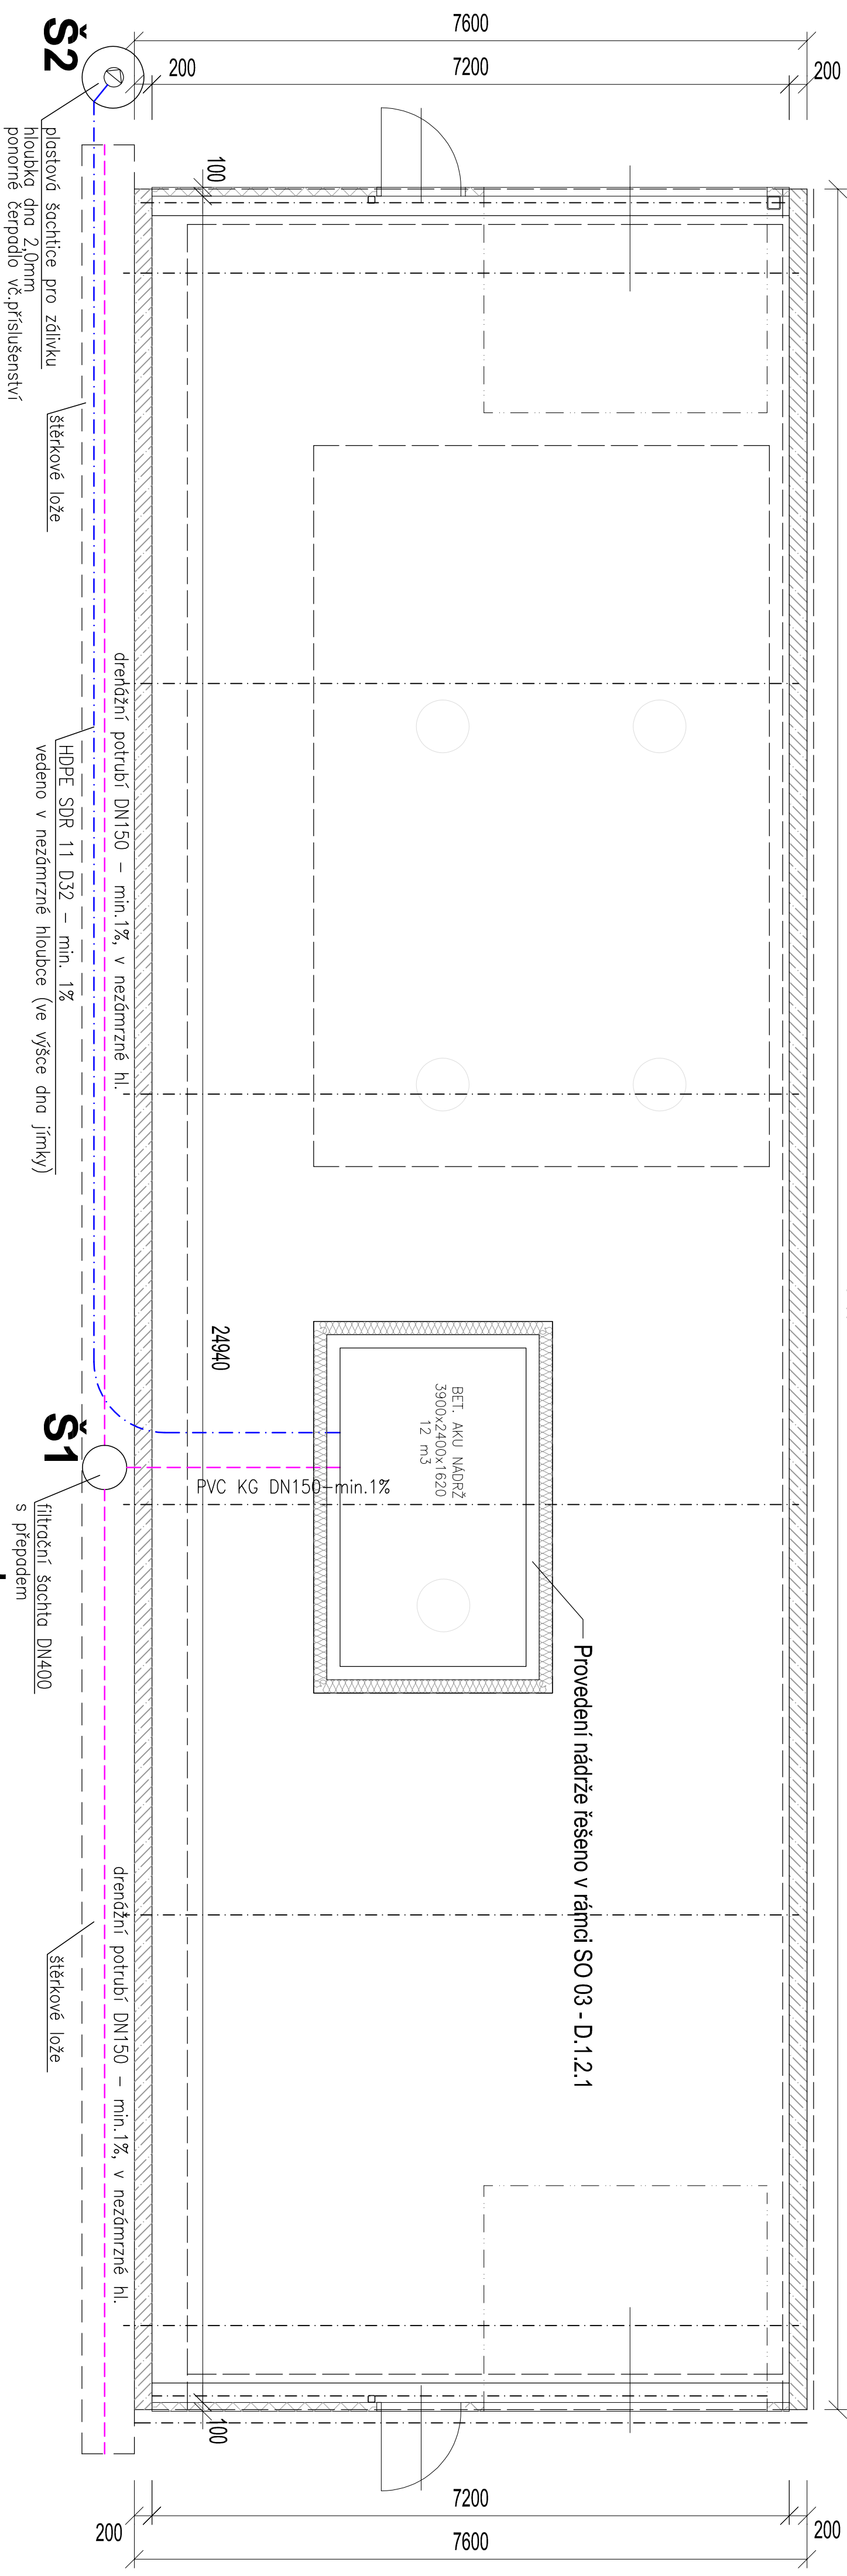 7600
200
7200
200
Š2
plastová šachtice pro zálivku
hloubka dna 2,0mm
ponorné čerpadlo vč.příslušenství
100
štěrkové lože
drenážní potrubí DN150 – min.1%, v nezámrzné hl.
HDPE SDR 11 D32 – min. 1%
vedeno v nezámrzné hloubce (ve výšce dna jímky)
24940
BET. AKU NÁDRŽ
3900x2400x1620
12 m3
Š1
PVC KG DN150–min.1%
filtrační šachta DN400
s přepadem
Provedení nádrže řešeno v rámci SO 03 - D.1.2.1
drenážní potrubí DN150 – min.1%, v nezámrzné hl.
štěrkové lože
100
7200
200
200
7600